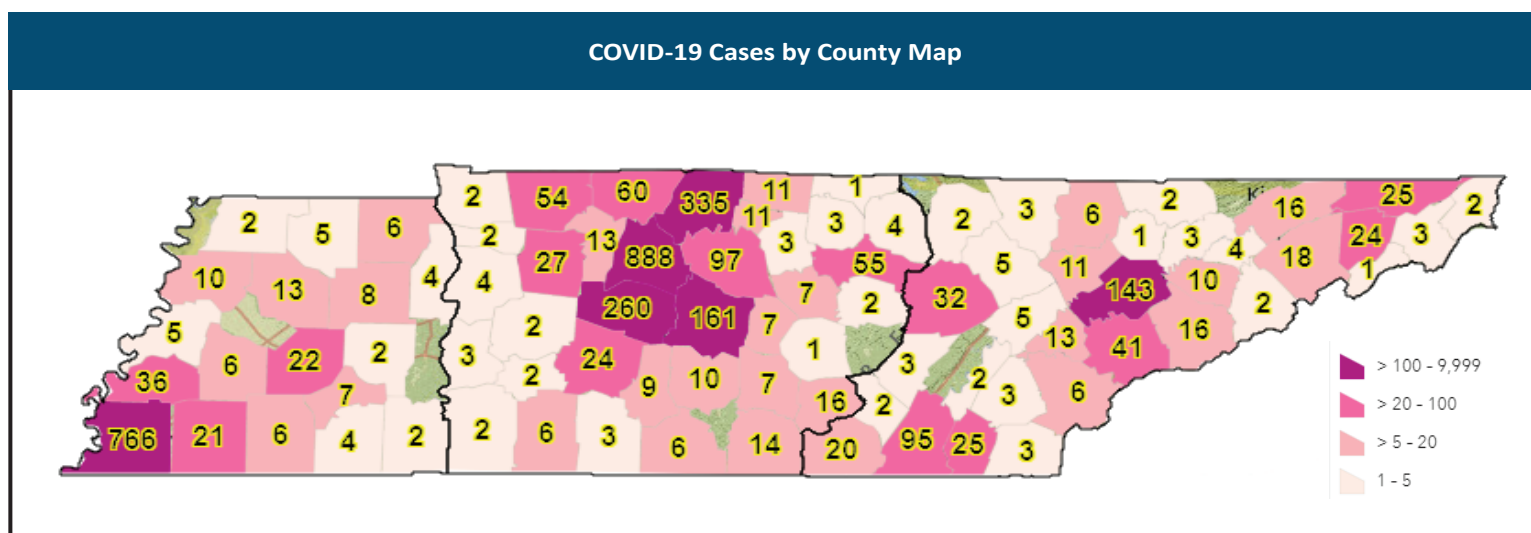 COVID-19 Cases by County Map
2 54 60 335 11 1 2 3 6 2 Ki 16 25 2
2 5 6 2 13 888 11 3 3 4 2 5 11 1 3 4 18 24 3
10 13 8 4 4 27 97 55 32 143 10 1
5 2 260 161 7 7 2 5 13 41 16 2
36 6 22 2 3 2 24 9 10 7 1 16 3 2 3 6
7 2
766 21 6 4 2 2 6 3 6 14 20 95 25 3
> 100 - 9,999
> 20 - 100
> 5 - 20
1 - 5